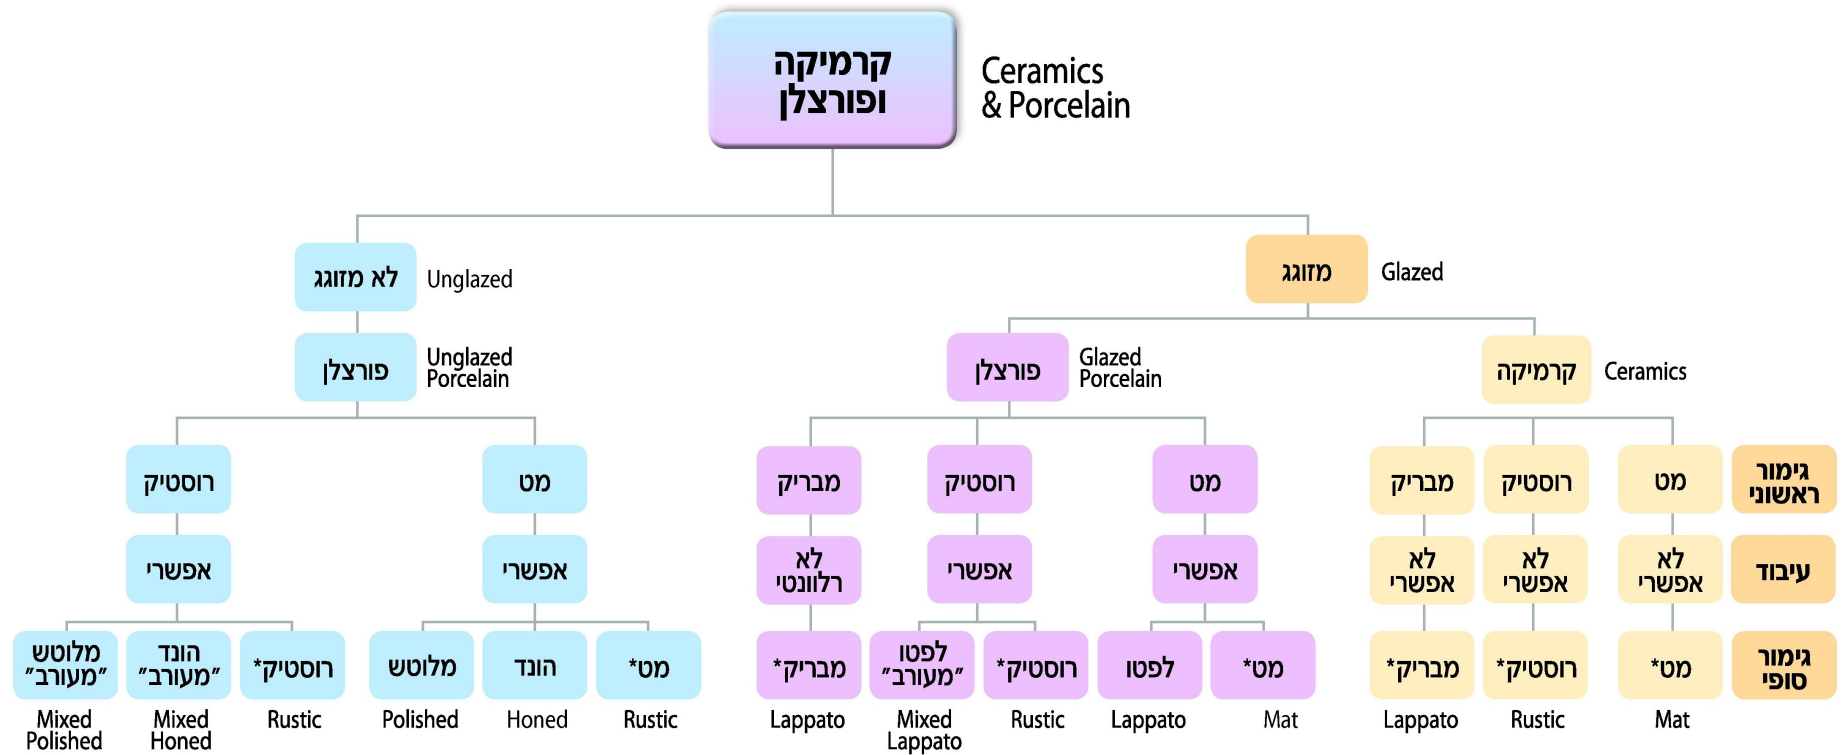 קרמיקה
ופורצלן
Ceramics
& Porcelain
לא מזוגג
Unglazed
מזוגג
Glazed
פורצלן
Unglazed
Porcelain
פורצלן
Glazed
Porcelain
קרמיקה
Ceramics
רוסטיק
מט
מבריק
רוסטיק
מט
מבריק
רוסטיק
מט
גימור
ראשוני
אפשרי
אפשרי
לא
רלוונטי
אפשרי
אפשרי
לא
אפשרי
לא
אפשרי
לא
אפשרי
עיבוד
מלוטש
"מעורב"
הונד
"מעורב"
רוסטיק*
מלוטש
הונד
מט*
מבריק*
לפטו
"מעורב"
רוסטיק*
לפטו
מט*
מבריק*
רוסטיק*
מט*
גימור
סופי
Mixed
Polished
Mixed
Honed
Rustic
Polished
Honed
Rustic
Lappato
Mixed
Lappato
Rustic
Lappato
Mat
Lappato
Rustic
Mat